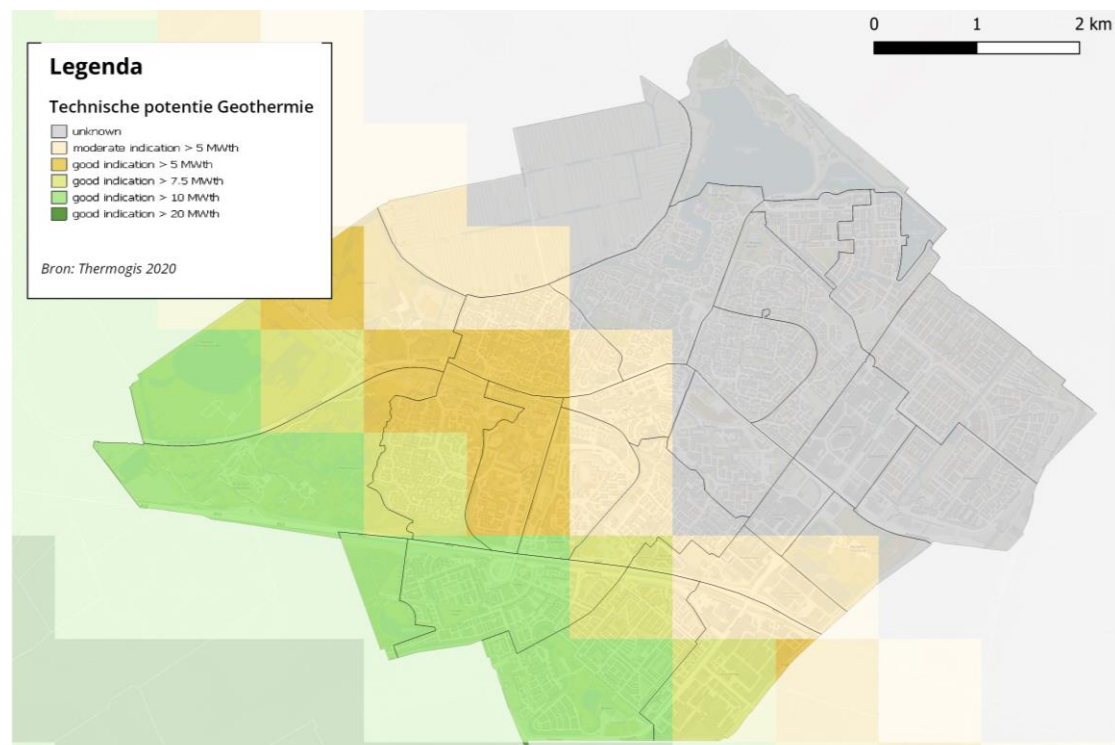 0 1 2 km
Legenda
Technische potentie Geothermie
unknown
moderate indication > 5 MWth
good indication > 5 MWth
good indication > 7.5 MWth
good indication > 10 MWth
good indication > 20 MWth
Bron: Thermogis 2020